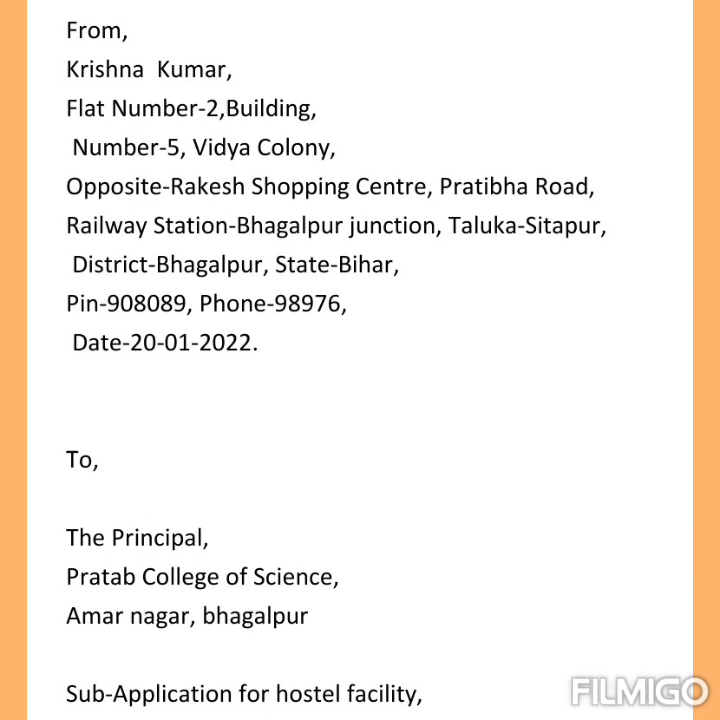 From,
Krishna  Kumar,
Flat Number-2,Building,
Number-5, Vidya Colony,
Opposite-Rakesh Shopping Centre, Pratibha Road,
Railway Station-Bhagalpur junction, Taluka-Sitapur,
District-Bhagalpur, State-Bihar,
Pin-908089, Phone-98976,
Date-20-01-2022.
To,
The Principal,
Pratab College of Science,
Amar nagar, bhagalpur
Sub-Application for hostel facility,
FILMIGO